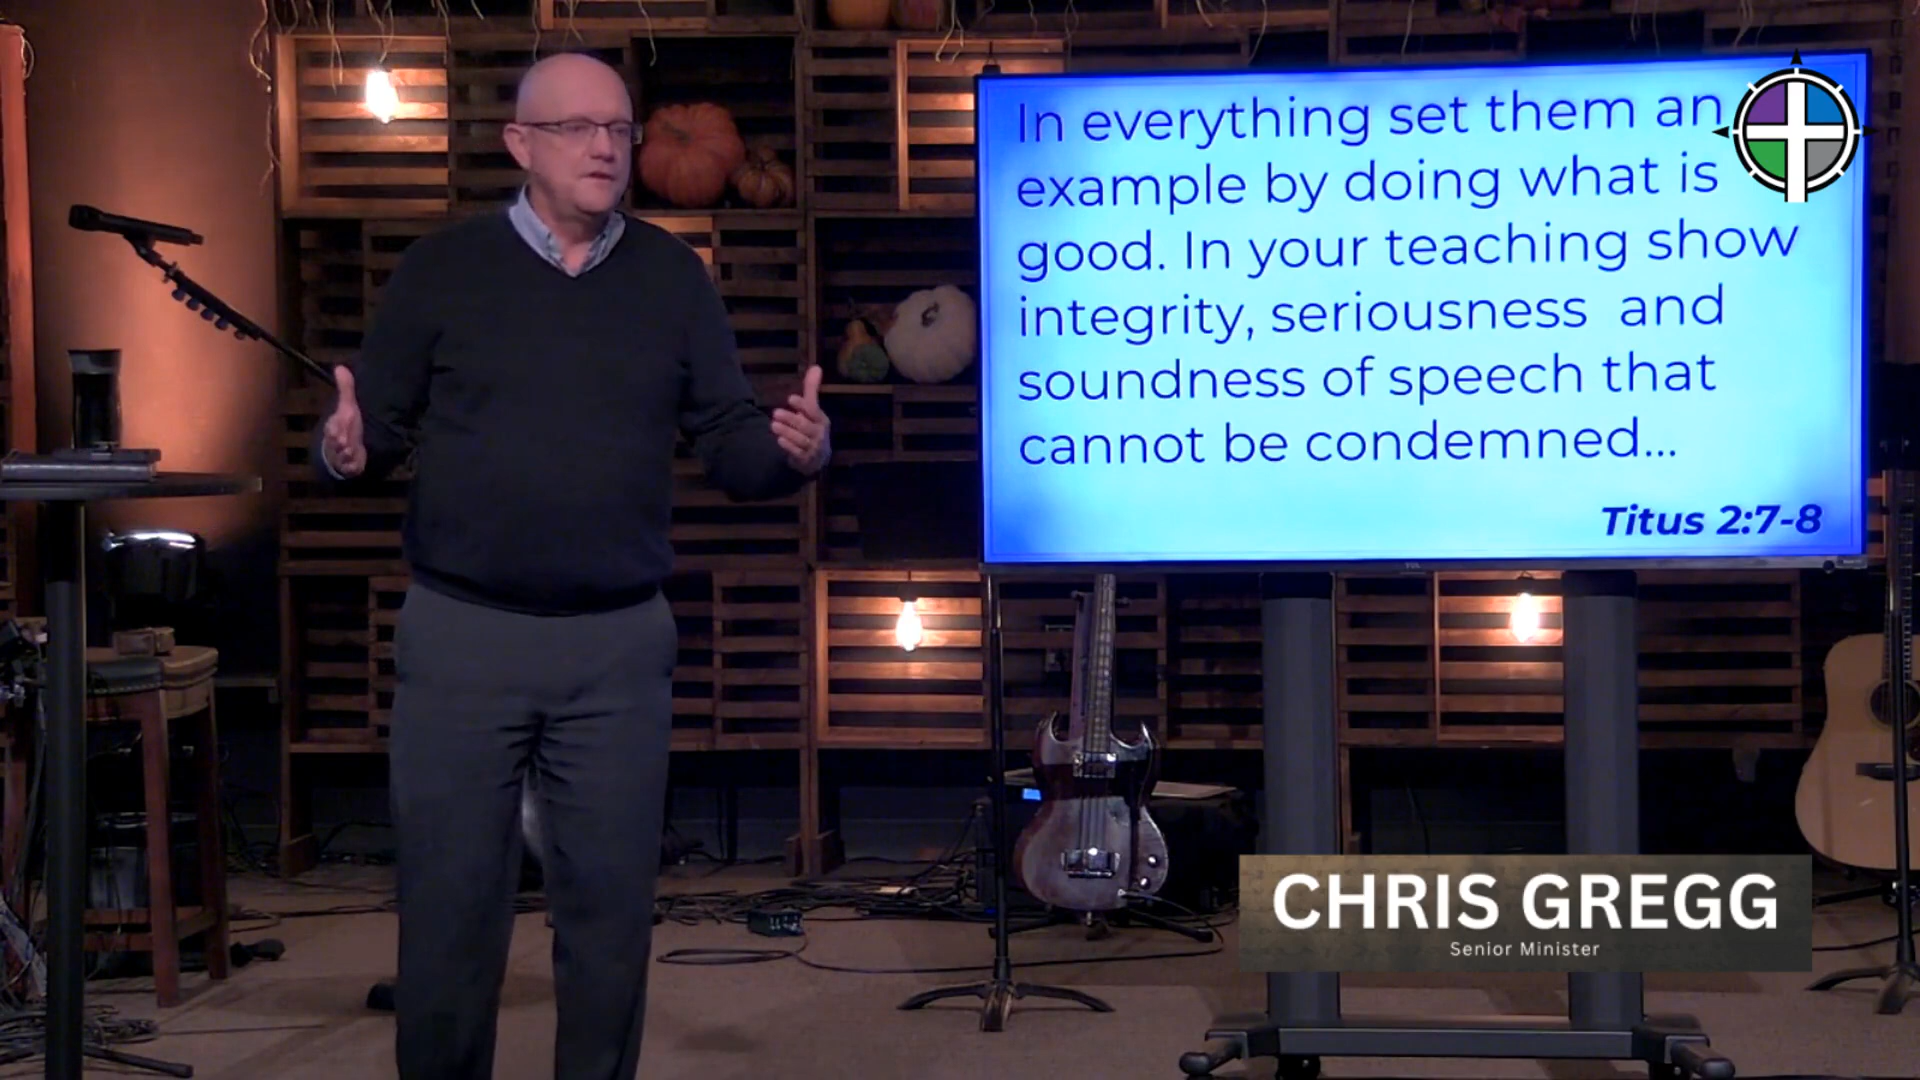 In everything set them an
example by doing what is
good. In your teaching show
integrity, seriousness and
soundness of speech that
cannot be condemned...
Titus 2:7-8
CHRIS GREGG
Senior Minister